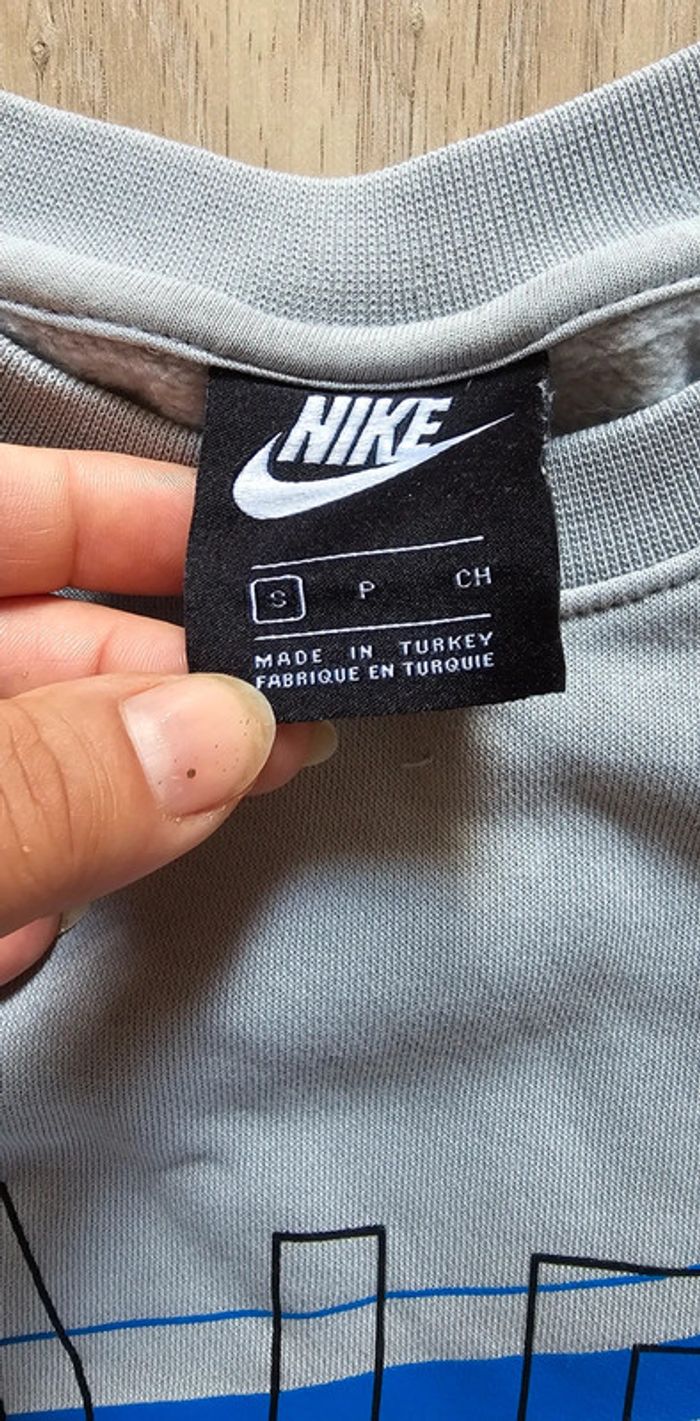 NIKE
S P CH
MADE IN TURKEY
FABRIQUE EN TURQUIE